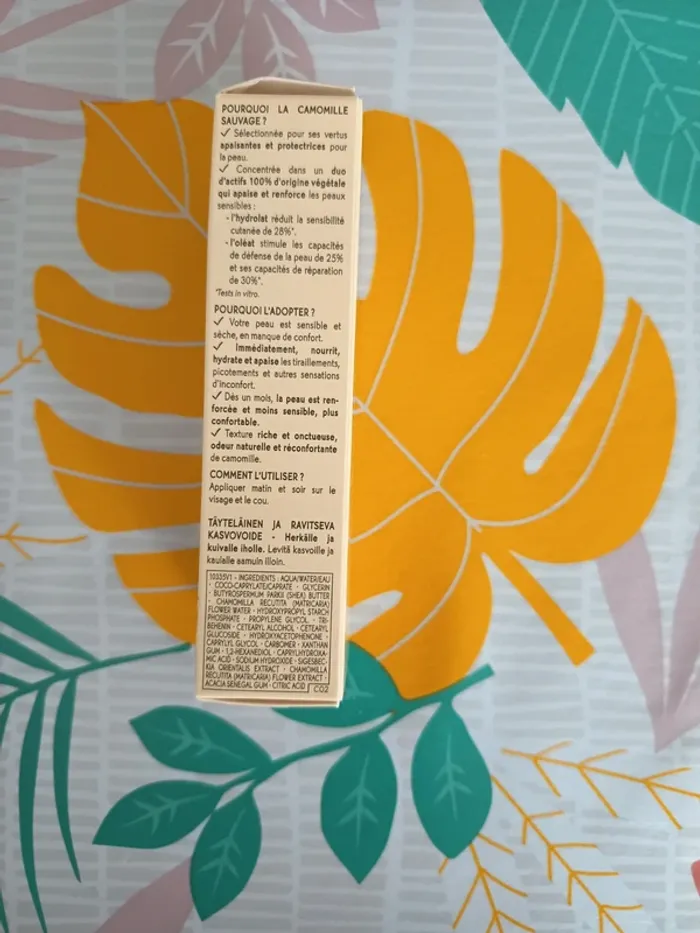 POURQUOI LA CAMOMILLE
SAUVAGE ?
✓ Sélectionnée pour ses vertus
apaisantes et protectrices pour
la peau.
✓ Concentrée dans un duo
d'actifs 100% d'origine végétale
qui apaise et renforce les peaux
sensibles :
- l'hydrolat réduit la sensibilité
cutanée de 28%*.
- l'oléat stimule les capacités
de défense de la peau de 25%
et ses capacités de réparation
de 30%*.
*Tests in vitro.
POURQUOI L'ADOPTER ?
✓ Votre peau est sensible et
sèche, en manque de confort.
✓ Immédiatement, nourrit,
hydrate et apaise les tiraillements,
picotements et autres sensations
d'inconfort.
✓ Dès un mois, la peau est ren-
forcée et moins sensible, plus
confortable.
✓ Texture riche et onctueuse,
odeur naturelle et réconfortante
de camomille.
COMMENT L'UTILISER ?
Appliquer matin et soir sur le
visage et le cou.
TÄYTELÄINEN JA RAVITSEVA
KASVOVOIDE - Herkälle ja
kuivalle iholle. Levitä kasvoille ja
kaulalle aamuin illoin.
10335V1 - INGREDIENTS : AQUA/WATER/EAU
· COCO-CAPRYLATE/CAPRATE · GLYCERIN
· BUTYROSPERMUM PARKII (SHEA) BUTTER
· CHAMOMILLA RECUTITA (MATRICARIA)
FLOWER WATER · HYDROXYPROPYL STARCH
PHOSPHATE · PROPYLENE GLYCOL · TRI-
BEHENIN · CETEARYL ALCOHOL · CETEARYL
GLUCOSIDE · HYDROXYACETOPHENONE ·
CAPRYLYL GLYCOL · CARBOMER · XANTHAN
GUM · 1,2-HEXANEDIOL · CAPRYLHYDROXA-
MIC ACID · SODIUM HYDROXIDE · SIGESBEC-
KIA ORIENTALIS EXTRACT · CHAMOMILLA
RECUTITA (MATRICARIA) FLOWER EXTRACT ·
ACACIA SENEGAL GUM · CITRIC ACID
CO2